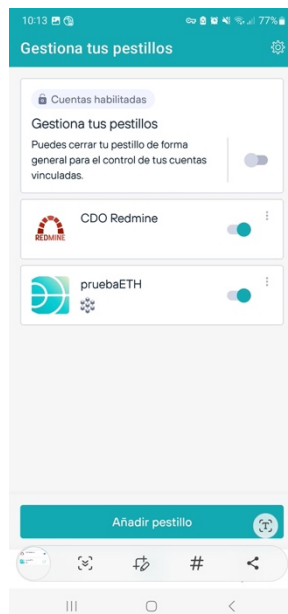 10:13
77%
Gestiona tus pestillos
Cuentas habilitadas
Gestiona tus pestillos
Puedes cerrar tu pestillo de forma
general para el control de tus cuentas
vinculadas.
CDO Redmine
REDMINE
pruebaETH
Añadir pestillo
T
#